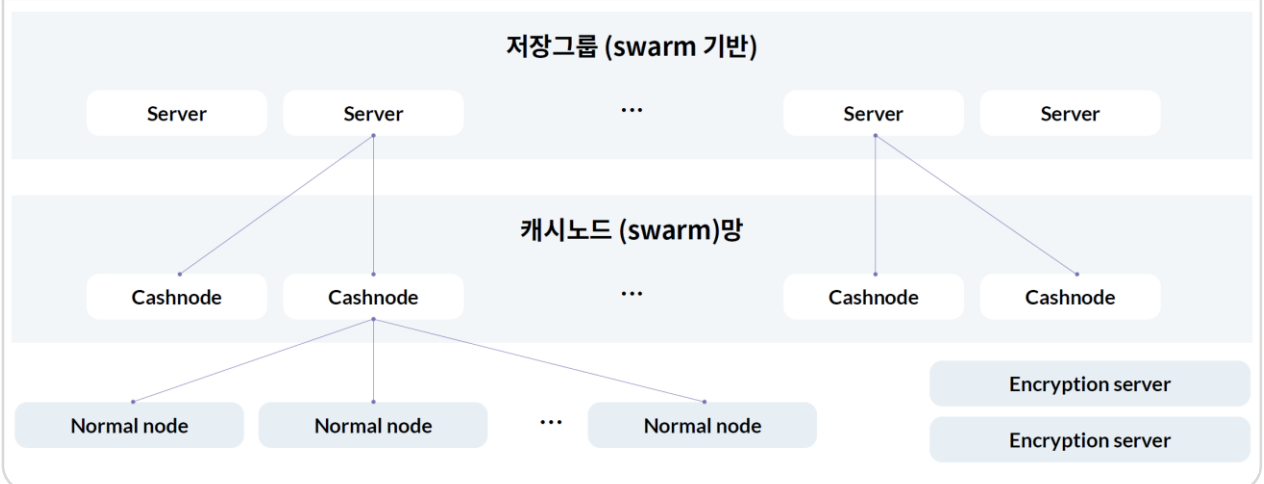 저장그룹 (swarm 기반)
Server Server ... Server Server
캐시노드 (swarm)망
Cashnode Cashnode ... Cashnode Cashnode
Encryption server
Normal node Normal node ... Normal node
Encryption server